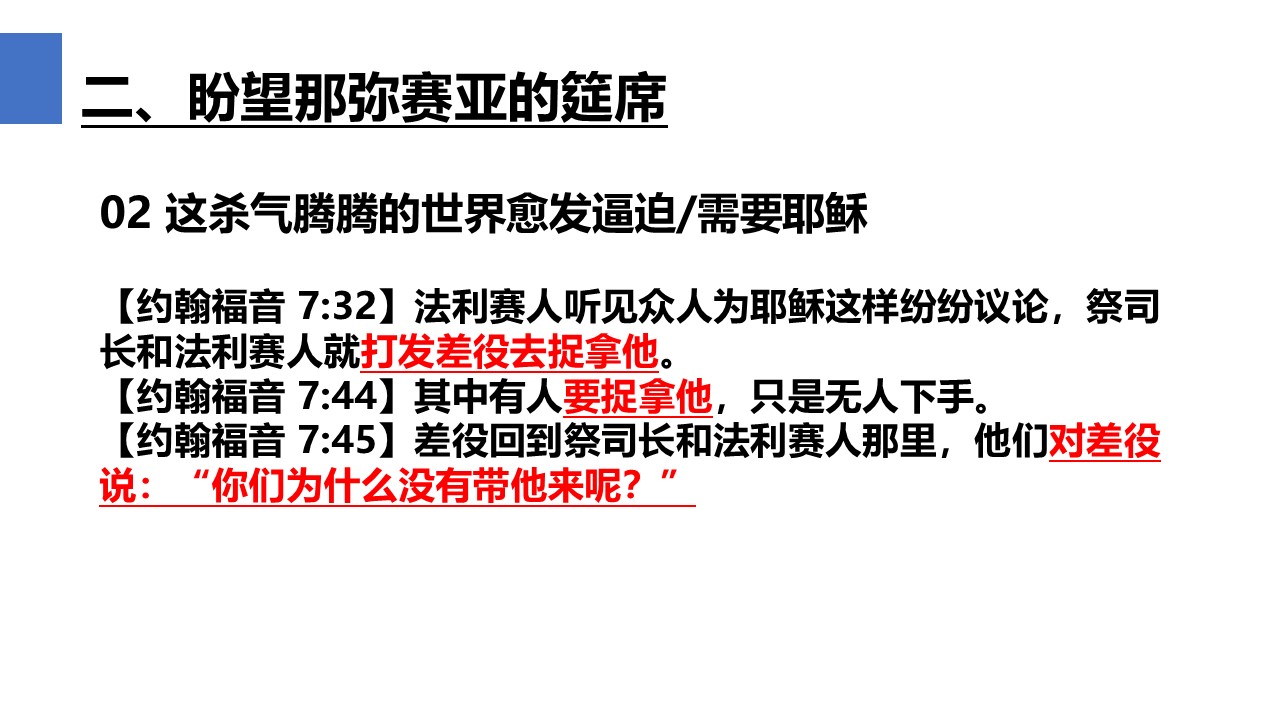 二、盼望那弥赛亚的筵席
02 这杀气腾腾的世界愈发逼迫/需要耶稣
【约翰福音 7:32】法利赛人听见众人为耶稣这样纷纷议论，祭司
长和法利赛人就打发差役去捉拿他。
【约翰福音 7:44】其中有人要捉拿他，只是无人下手。
【约翰福音 7:45】差役回到祭司长和法利赛人那里，他们对差役
说：“你们为什么没有带他来呢？”